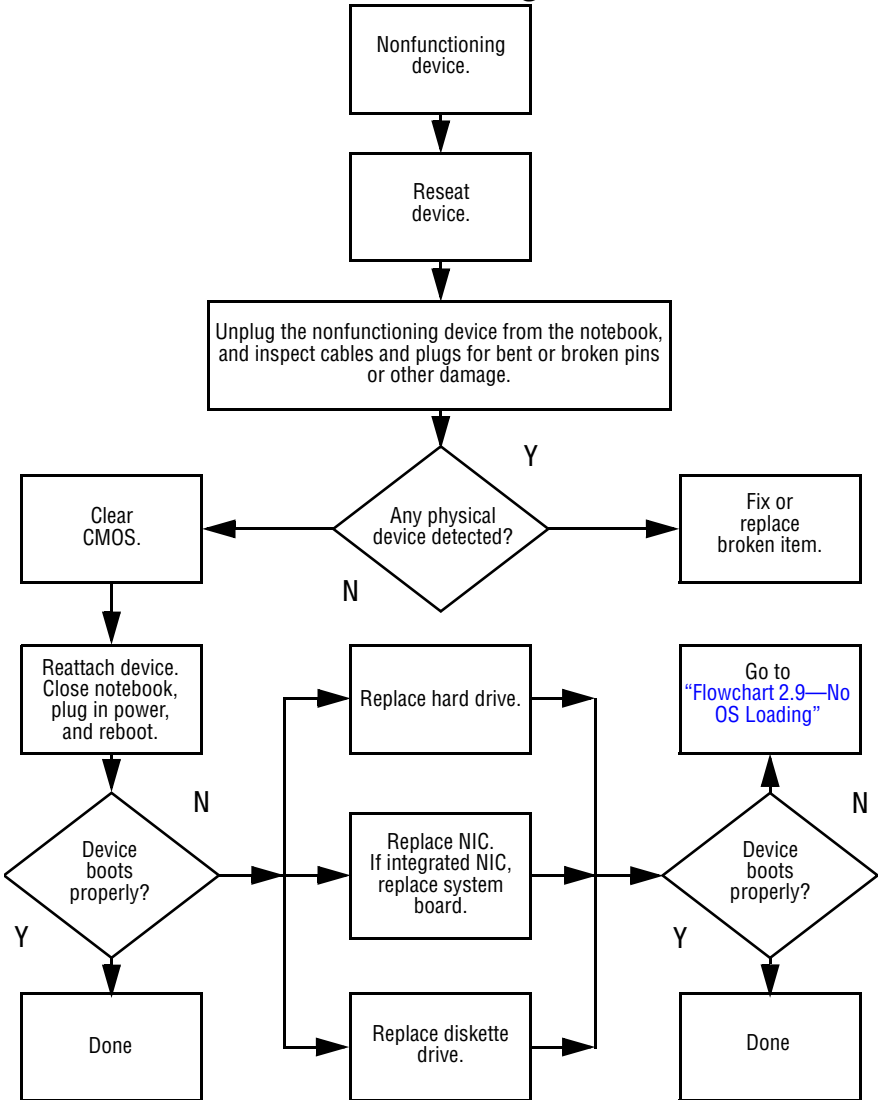 Nonfunctioning
device.
Reseat
device.
Unplug the nonfunctioning device from the notebook,
and inspect cables and plugs for bent or broken pins
or other damage.
Y
Clear
CMOS.
Any physical
device detected?
Fix or
replace
broken item.
N
Reattach device.
Close notebook,
plug in power,
and reboot.
Replace hard drive.
Go to
“Flowchart 2.9—No
OS Loading”
N
N
Device
boots
properly?
Replace NIC.
If integrated NIC,
replace system
board.
Device
boots
properly?
Y
Y
Done
Replace diskette
drive.
Done